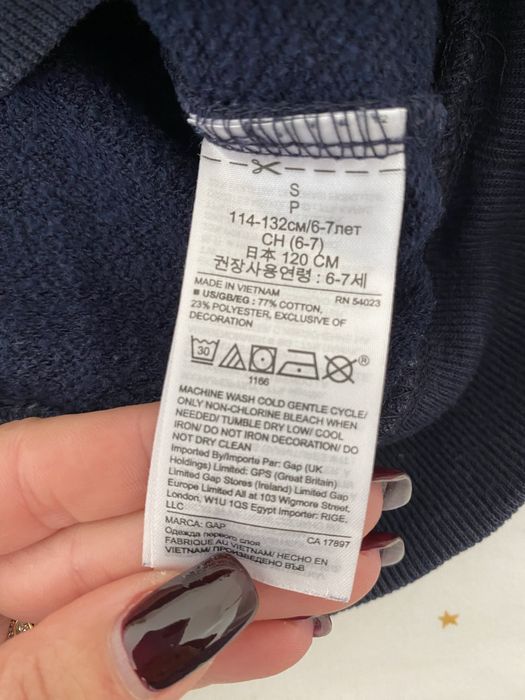 S
P
114-132см/6-7лет
CH (6-7)
日本 120 CM
권장사용연령 : 6-7세
MADE IN VIETNAM RN 54023
■ US/GB/EG : 77% COTTON,
23% POLYESTER, EXCLUSIVE OF
DECORATION
30
®
1166
MACHINE WASH COLD GENTLE CYCLE/
ONLY NON-CHLORINE BLEACH WHEN
NEEDED/ TUMBLE DRY LOW/ COOL
IRON/ DO NOT IRON DECORATION/ DO
NOT DRY CLEAN
Imported By/Importe Par: Gap (UK
Holdings) Limited: GPS (Great Britain)
Limited Gap Stores (Ireland) Limited Gap
Europe Limited All at 103 Wigmore Street,
London, W1U 1QS Egypt Importer: RIGE,
LLC
MARCA: GAP CA 17897
Одежда первого слоя
FABRIQUE AU VIETNAM/ HECHO EN
VIETNAM/ ПРОИЗВЕДЕНО ВЪВ